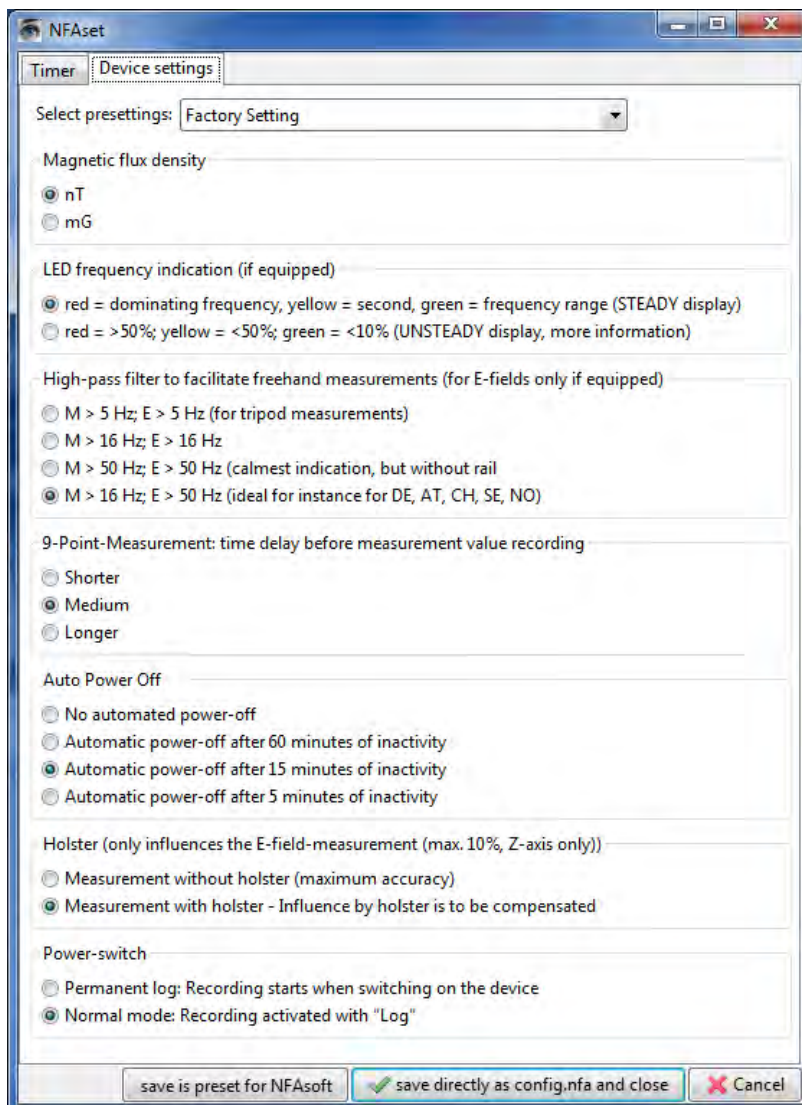 NFAset
Timer Device settings
Select presettings: Factory Setting
Magnetic flux density
nT
mG
LED frequency indication (if equipped)
red = dominating frequency, yellow = second, green = frequency range (STEADY display)
red = >50%; yellow = <50%; green = <10% (UNSTEADY display, more information)
High-pass filter to facilitate freehand measurements (for E-fields only if equipped)
M > 5 Hz; E > 5 Hz (for tripod measurements)
M > 16 Hz; E > 16 Hz
M > 50 Hz; E > 50 Hz (calmest indication, but without rail
M > 16 Hz; E > 50 Hz (ideal for instance for DE, AT, CH, SE, NO)
9-Point-Measurement: time delay before measurement value recording
Shorter
Medium
Longer
Auto Power Off
No automated power-off
Automatic power-off after 60 minutes of inactivity
Automatic power-off after 15 minutes of inactivity
Automatic power-off after 5 minutes of inactivity
Holster (only influences the E-field-measurement (max. 10%, Z-axis only))
Measurement without holster (maximum accuracy)
Measurement with holster - Influence by holster is to be compensated
Power-switch
Permanent log: Recording starts when switching on the device
Normal mode: Recording activated with "Log"
save is preset for NFAsoft save directly as config.nfa and close Cancel